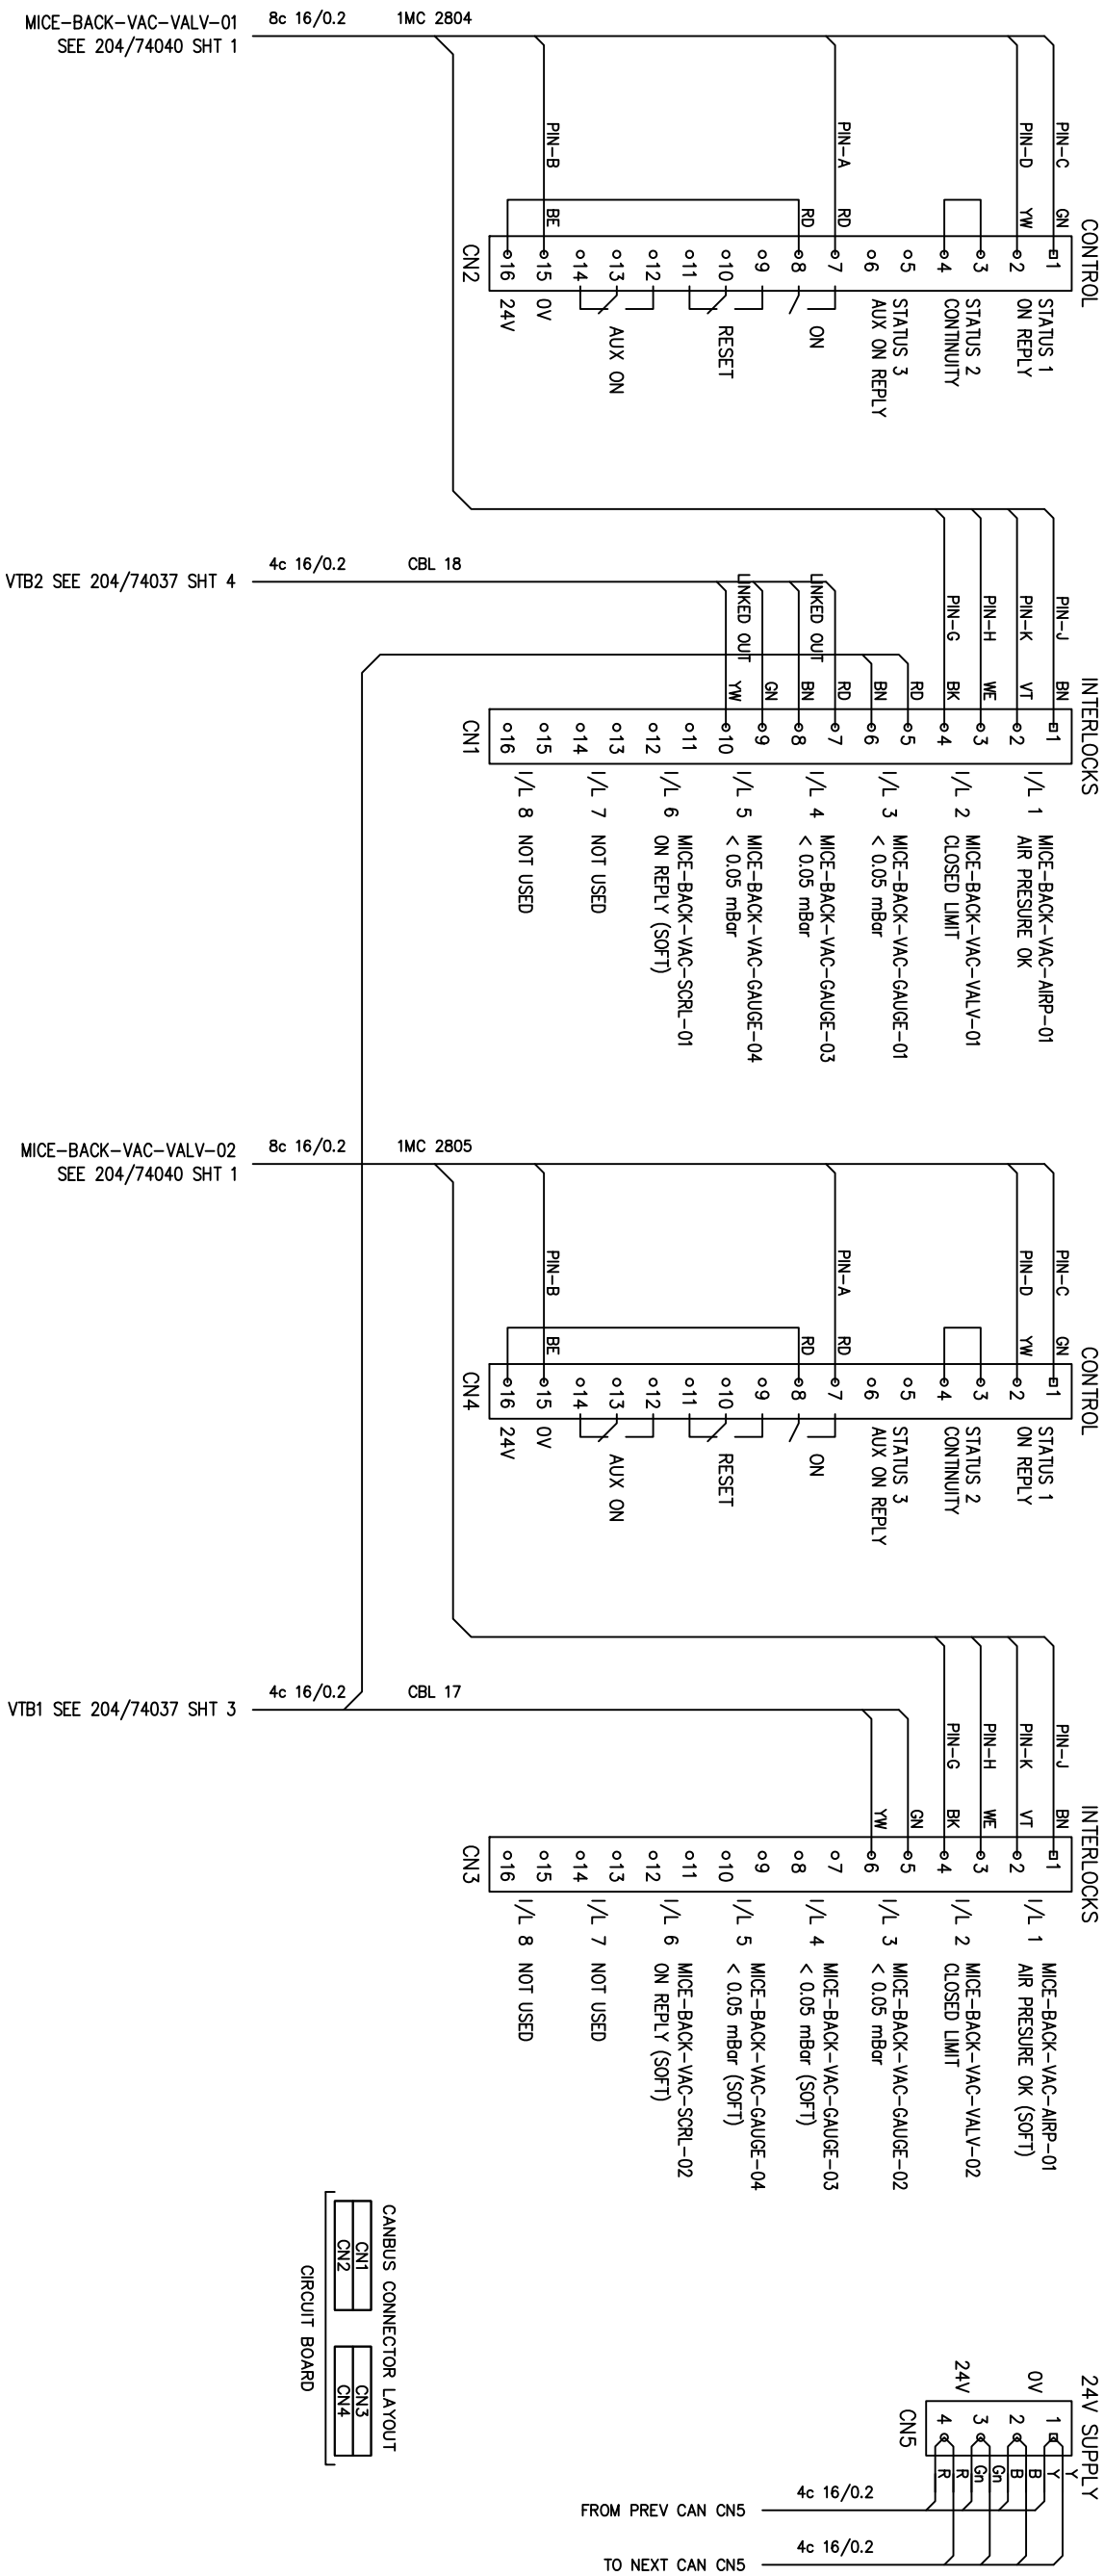 MICE-BACK-VAC-VALV-01
SEE 204/74040 SHT 1
8c 16/0.2
1MC 2804
PIN-C
PIN-D
PIN-A
PIN-B
GN
YW
RD
RD
BE
CONTROL
1
2
3
4
5
6
7
8
9
10
11
12
13
14
15
16
CN2
STATUS 1
ON REPLY
STATUS 2
CONTINUITY
STATUS 3
AUX ON REPLY
ON
RESET
AUX ON
0V
24V
VTB2 SEE 204/74037 SHT 4
4c 16/0.2
CBL 18
PIN-J
PIN-K
PIN-H
PIN-G
LINKED OUT
LINKED OUT
BN
VT
WE
BK
RD
BN
RD
BN
GN
YW
INTERLOCKS
1
2
3
4
5
6
7
8
9
10
11
12
13
14
15
16
CN1
I/L 1 MICE-BACK-VAC-AIRP-01
AIR PRESURE OK
I/L 2 MICE-BACK-VAC-VALV-01
CLOSED LIMIT
I/L 3 MICE-BACK-VAC-GAUGE-01
< 0.05 mBar
I/L 4 MICE-BACK-VAC-GAUGE-03
< 0.05 mBar
I/L 5 MICE-BACK-VAC-GAUGE-04
< 0.05 mBar
I/L 6 MICE-BACK-VAC-SCRL-01
ON REPLY (SOFT)
I/L 7 NOT USED
I/L 8 NOT USED
MICE-BACK-VAC-VALV-02
SEE 204/74040 SHT 1
8c 16/0.2
1MC 2805
PIN-C
PIN-D
PIN-A
PIN-B
GN
YW
RD
RD
BE
CONTROL
1
2
3
4
5
6
7
8
9
10
11
12
13
14
15
16
CN4
STATUS 1
ON REPLY
STATUS 2
CONTINUITY
STATUS 3
AUX ON REPLY
ON
RESET
AUX ON
0V
24V
VTB1 SEE 204/74037 SHT 3
4c 16/0.2
CBL 17
PIN-J
PIN-K
PIN-H
PIN-G
BN
VT
WE
BK
GN
YW
INTERLOCKS
1
2
3
4
5
6
7
8
9
10
11
12
13
14
15
16
CN3
I/L 1 MICE-BACK-VAC-AIRP-01
AIR PRESURE OK (SOFT)
I/L 2 MICE-BACK-VAC-VALV-02
CLOSED LIMIT
I/L 3 MICE-BACK-VAC-GAUGE-02
< 0.05 mBar
I/L 4 MICE-BACK-VAC-GAUGE-03
< 0.05 mBar (SOFT)
I/L 5 MICE-BACK-VAC-GAUGE-04
< 0.05 mBar (SOFT)
I/L 6 MICE-BACK-VAC-SCRL-02
ON REPLY (SOFT)
I/L 7 NOT USED
I/L 8 NOT USED
CANBUS CONNECTOR LAYOUT
CN1
CN2
CN3
CN4
CIRCUIT BOARD
24V SUPPLY
0V
24V
1
2
3
4
CN5
Y
Y
B
B
Gn
Gn
R
R
4c 16/0.2
FROM PREV CAN CN5
4c 16/0.2
TO NEXT CAN CN5